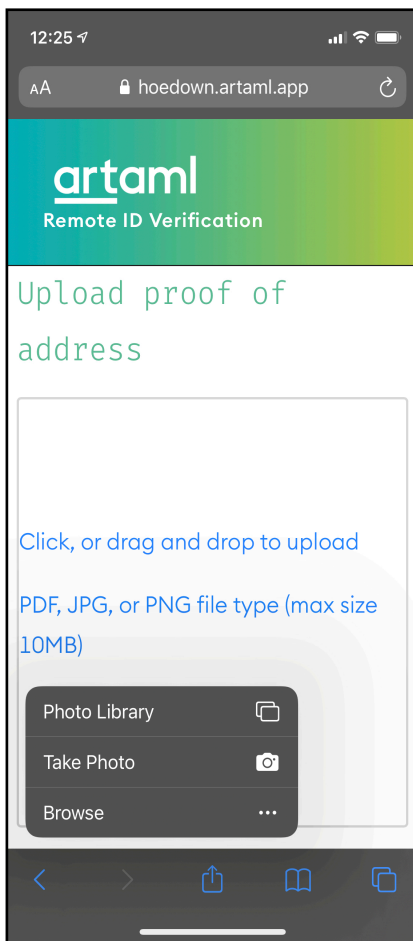 12:25
AA hoedown.artaml.app
artaml
Remote ID Verification
Upload proof of
address
Click, or drag and drop to upload
PDF, JPG, or PNG file type (max size
10MB)
Photo Library
Take Photo
Browse